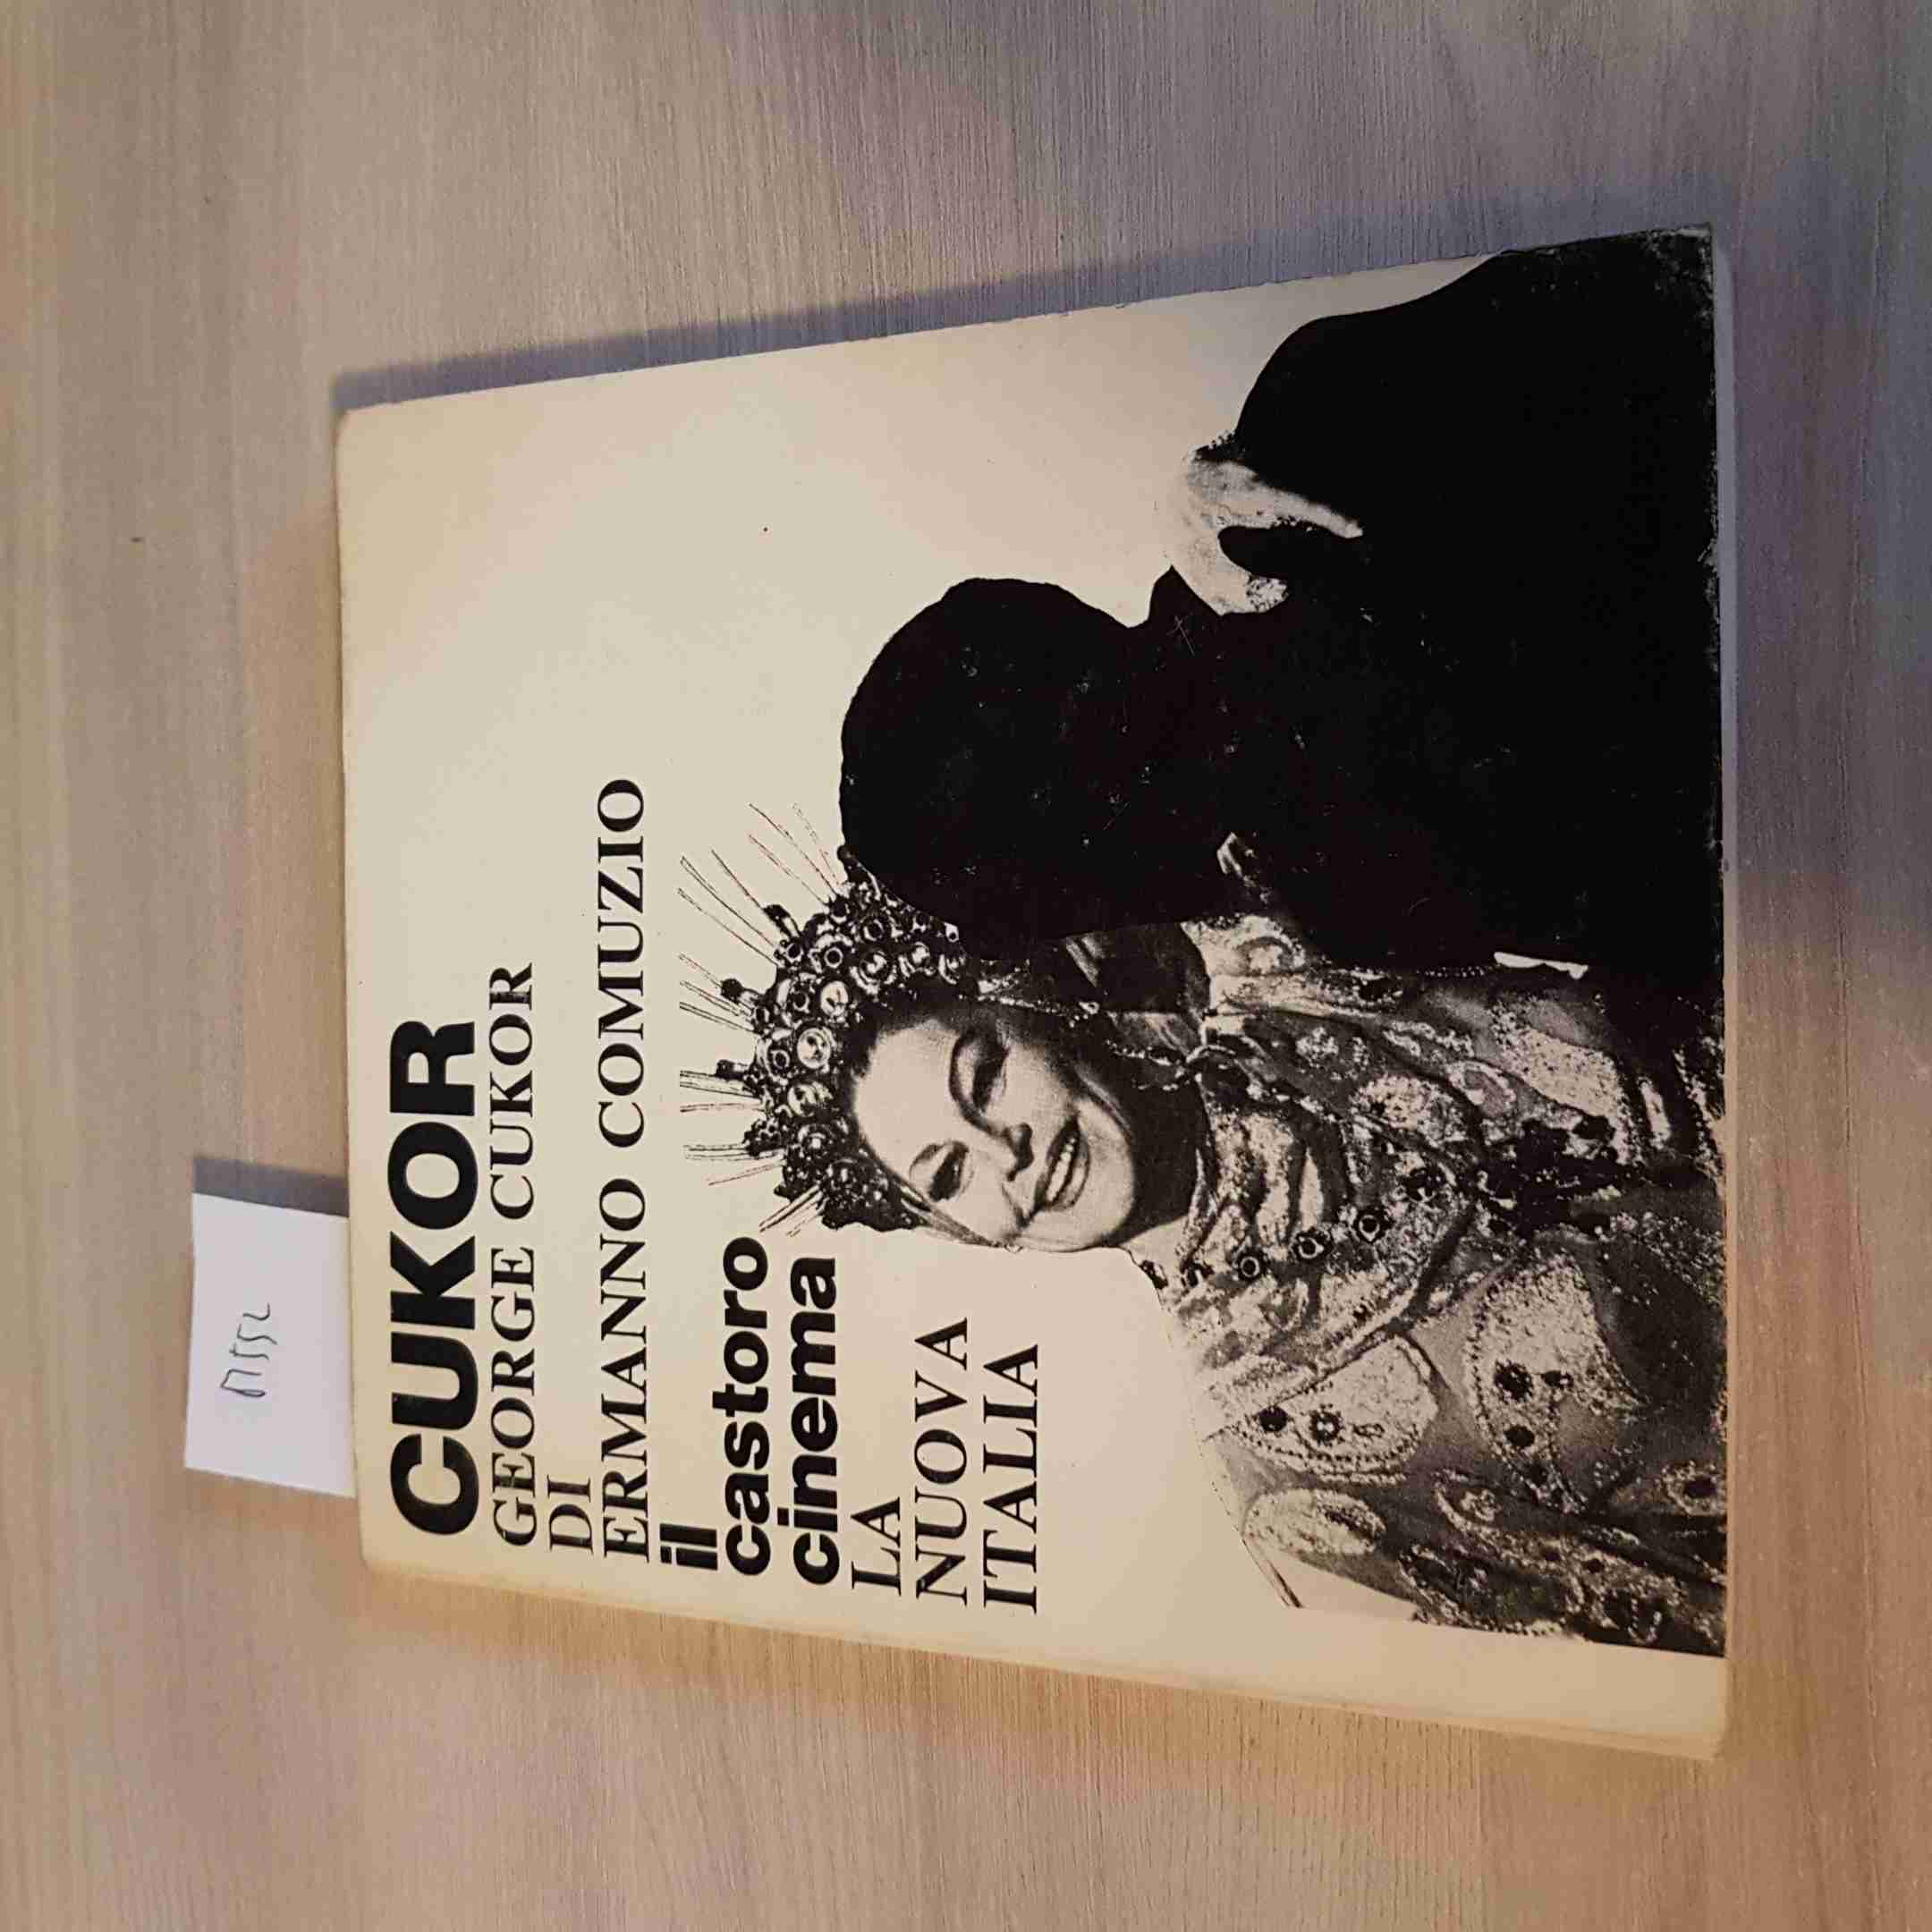 CUKOR
GEORGE CUKOR
DI
ERMANNO COMUZIO
il
castoro
cinema
LA
NUOVA
ITALIA